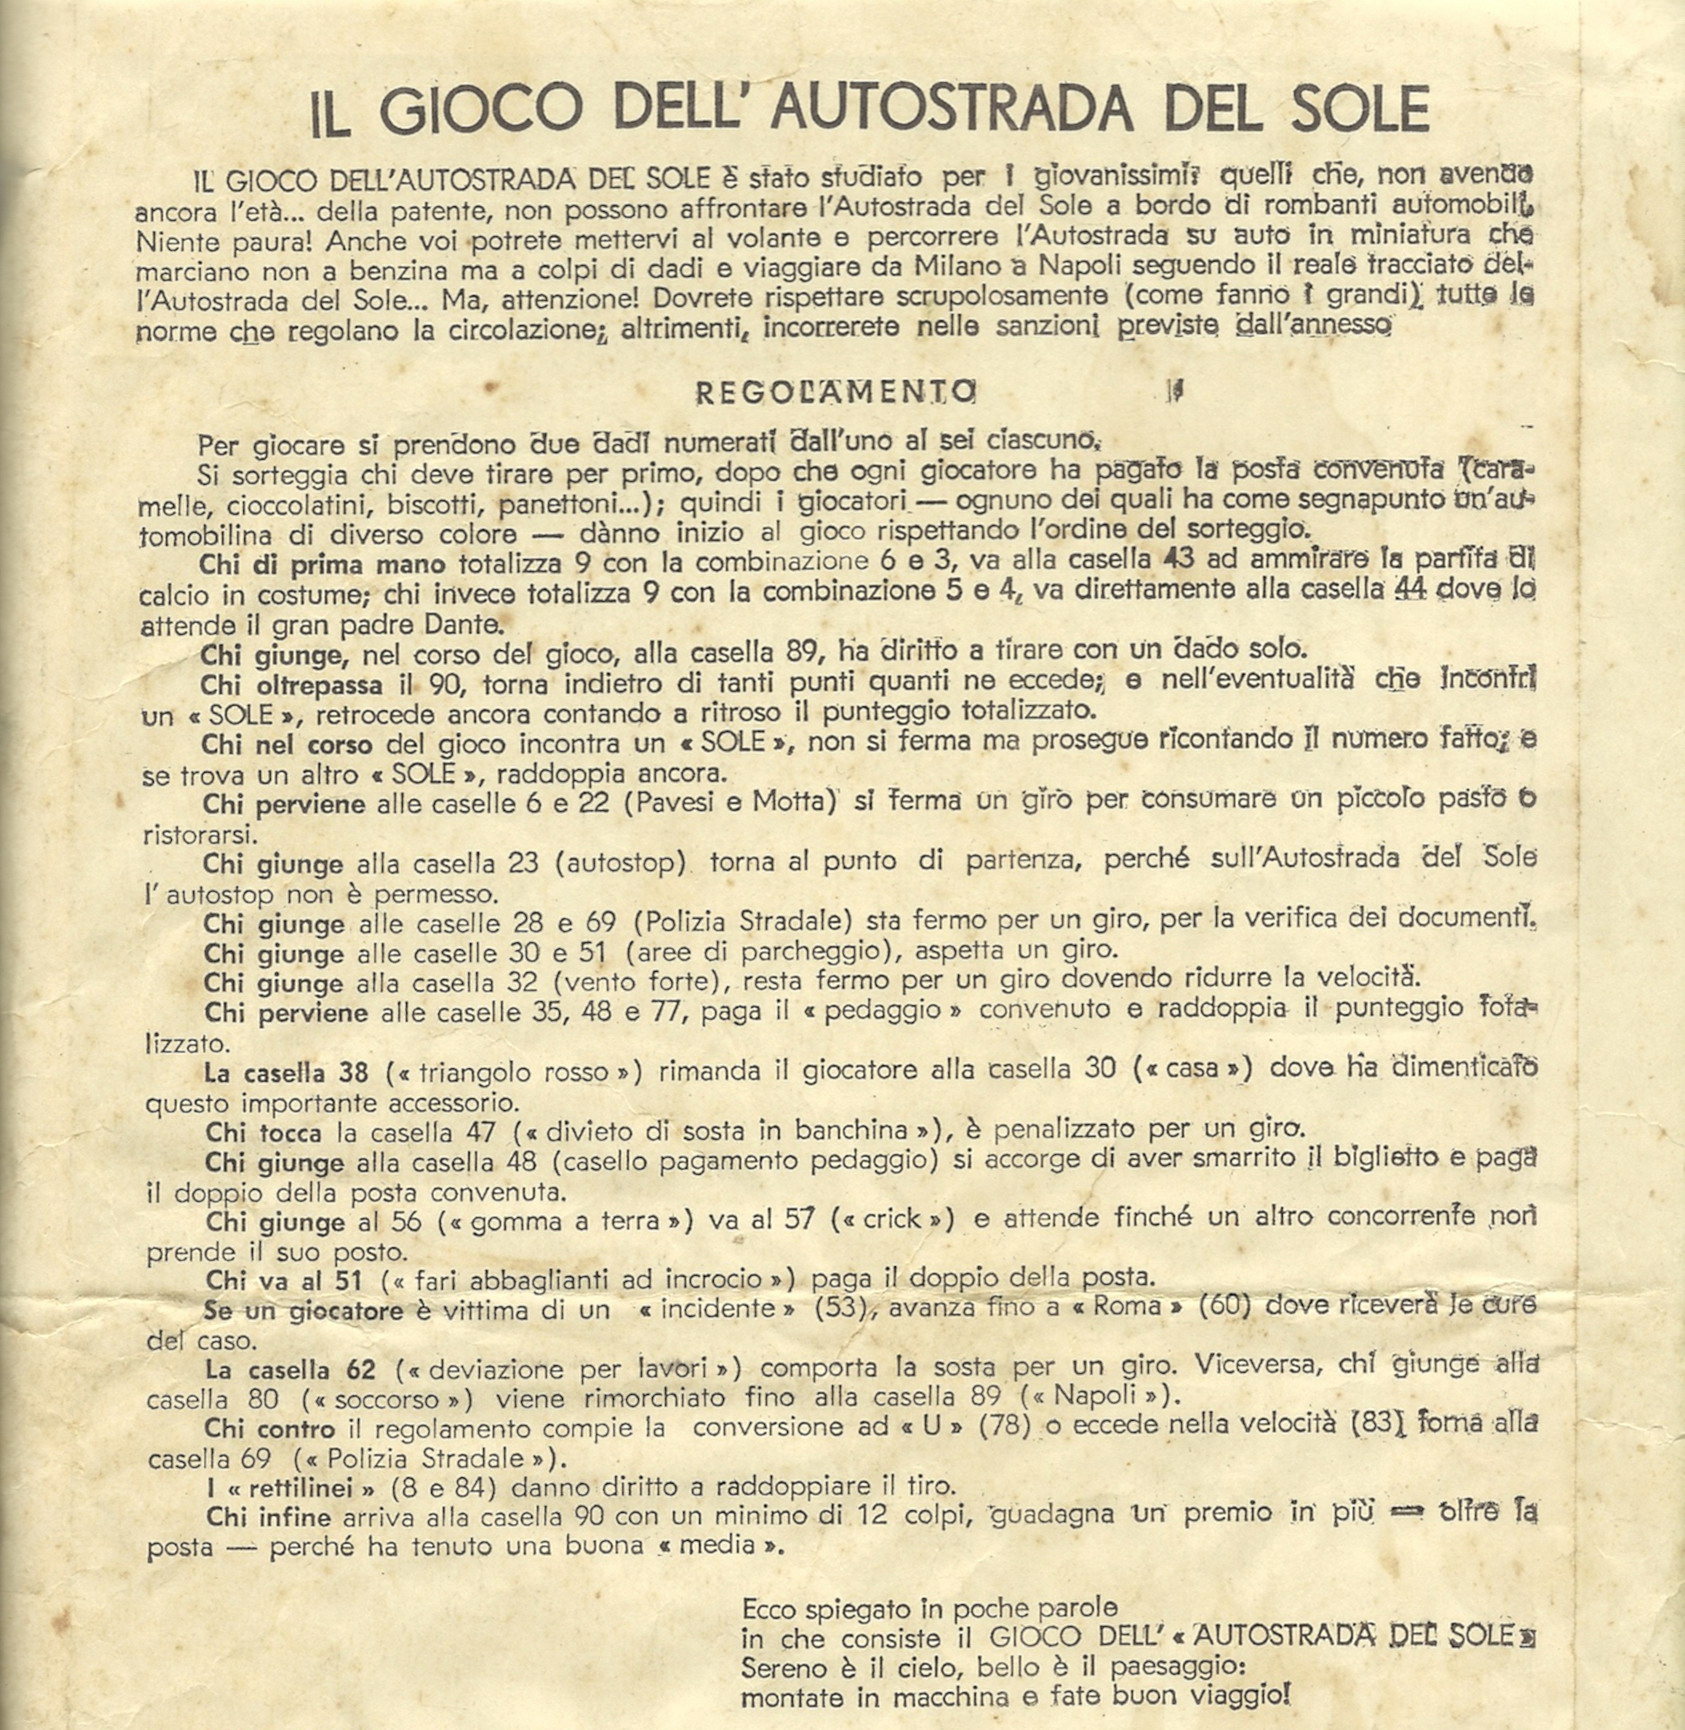 IL GIOCO DELL' AUTOSTRADA DEL SOLE
IL GIOCO DELL'AUTOSTRADA DEL SOLE è stato studiato per i giovanissimi: quelli che, non avendo
ancora l'età... della patente, non possono affrontare l'Autostrada del Sole a bordo di rombanti automobili.
Niente paura! Anche voi potrete mettervi al volante e percorrere l'Autostrada su auto in miniatura che
marciano non a benzina ma a colpi di dadi e viaggiare da Milano a Napoli seguendo il reale tracciato del-
l'Autostrada del Sole... Ma, attenzione! Dovrete rispettare scrupolosamente (come fanno i grandi) tutte le
norme che regolano la circolazione; altrimenti, incorrerete nelle sanzioni previste dall'annesso
REGOLAMENTO
Per giocare si prendono due dadi numerati dall'uno al sei ciascuno.
Si sorteggia chi deve tirare per primo, dopo che ogni giocatore ha pagato la posta convenuta (cara-
melle, cioccolatini, biscotti, panettoni...); quindi i giocatori — ognuno dei quali ha come segnapunto un'au-
tomobilina di diverso colore — dànno inizio al gioco rispettando l'ordine del sorteggio.
Chi di prima mano totalizza 9 con la combinazione 6 e 3, va alla casella 43 ad ammirare la partita di
calcio in costume; chi invece totalizza 9 con la combinazione 5 e 4, va direttamente alla casella 44 dove lo
attende il gran padre Dante.
Chi giunge, nel corso del gioco, alla casella 89, ha diritto a tirare con un dado solo.
Chi oltrepassa il 90, torna indietro di tanti punti quanti ne eccede; e nell'eventualità che incontri
un « SOLE », retrocede ancora contando a ritroso il punteggio totalizzato.
Chi nel corso del gioco incontra un « SOLE », non si ferma ma prosegue ricontando il numero fatto; e
se trova un altro « SOLE », raddoppia ancora.
Chi perviene alle caselle 6 e 22 (Pavesi e Motta) si ferma un giro per consumare un piccolo pasto o
ristorarsi.
Chi giunge alla casella 23 (autostop) torna al punto di partenza, perché sull'Autostrada del Sole
l' autostop non è permesso.
Chi giunge alle caselle 28 e 69 (Polizia Stradale) sta fermo per un giro, per la verifica dei documenti.
Chi giunge alle caselle 30 e 51 (aree di parcheggio), aspetta un giro.
Chi giunge alla casella 32 (vento forte), resta fermo per un giro dovendo ridurre la velocità.
Chi perviene alle caselle 35, 48 e 77, paga il « pedaggio » convenuto e raddoppia il punteggio tota-
lizzato.
La casella 38 (« triangolo rosso ») rimanda il giocatore alla casella 30 (« casa ») dove ha dimenticato
questo importante accessorio.
Chi tocca la casella 47 (« divieto di sosta in banchina »), è penalizzato per un giro.
Chi giunge alla casella 48 (casello pagamento pedaggio) si accorge di aver smarrito il biglietto e paga
il doppio della posta convenuta.
Chi giunge al 56 (« gomma a terra ») va al 57 (« crick ») e attende finché un altro concorrente non
prende il suo posto.
Chi va al 51 (« fari abbaglianti ad incrocio ») paga il doppio della posta.
Se un giocatore è vittima di un « incidente » (53), avanza fino a « Roma » (60) dove riceverà le cure
del caso.
La casella 62 (« deviazione per lavori ») comporta la sosta per un giro. Viceversa, chi giunge alla
casella 80 (« soccorso ») viene rimorchiato fino alla casella 89 (« Napoli »).
Chi contro il regolamento compie la conversione ad « U » (78) o eccede nella velocità (83) torna alla
casella 69 (« Polizia Stradale »).
I « rettilinei » (8 e 84) danno diritto a raddoppiare il tiro.
Chi infine arriva alla casella 90 con un minimo di 12 colpi, guadagna un premio in più — oltre la
posta — perché ha tenuto una buona « media ».
Ecco spiegato in poche parole
in che consiste il GIOCO DELL' « AUTOSTRADA DEL SOLE »
Sereno è il cielo, bello è il paesaggio:
montate in macchina e fate buon viaggio!